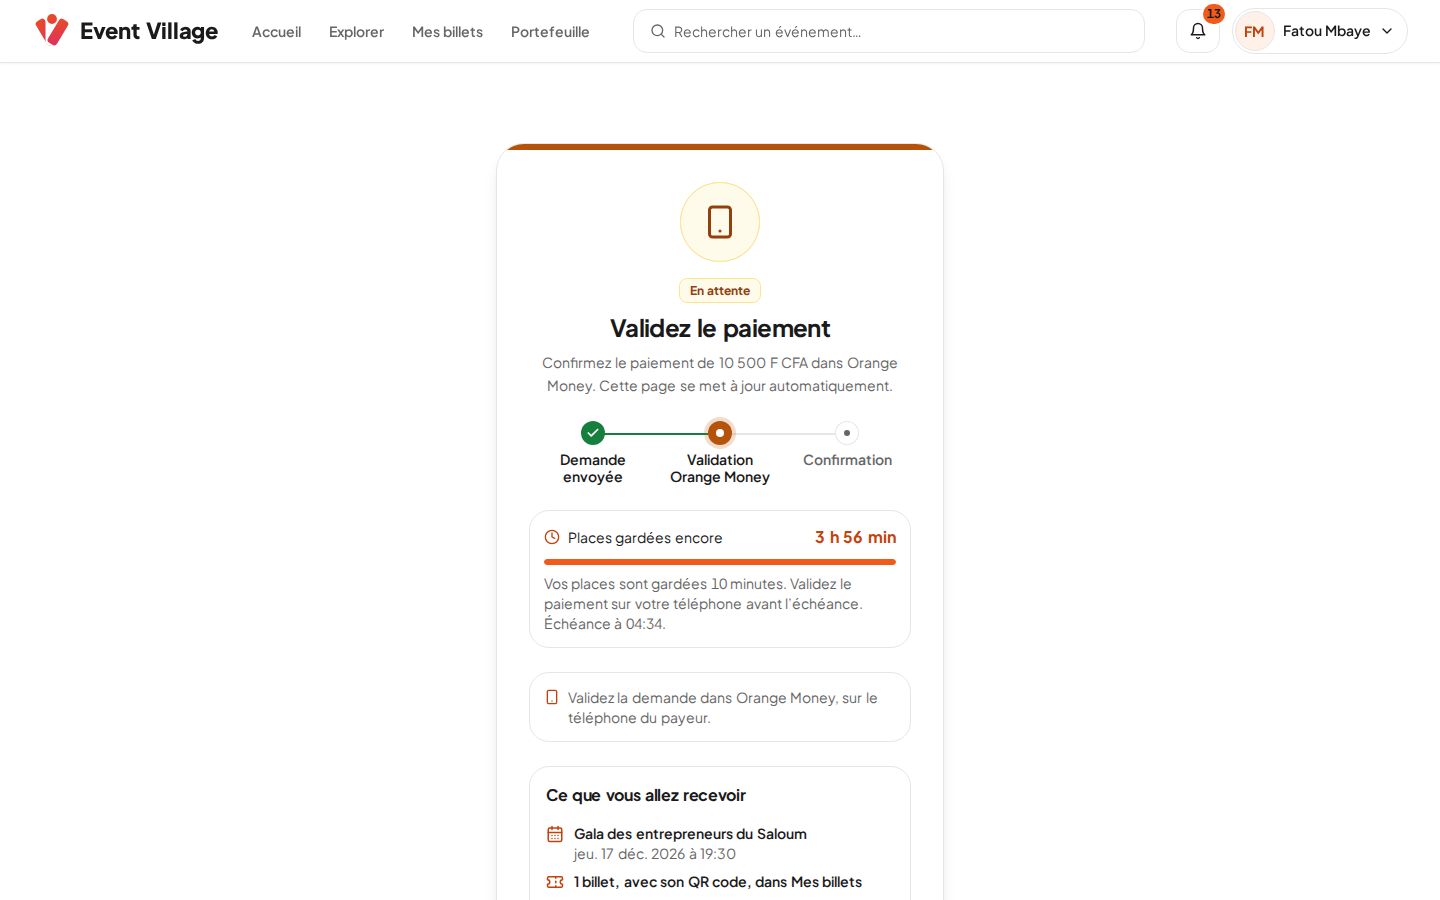 Event Village
Accueil
Explorer
Mes billets
Portefeuille
Rechercher un événement…
13
FM
Fatou Mbaye
En attente
Validez le paiement
Confirmez le paiement de 10 500 F CFA dans Orange
Money. Cette page se met à jour automatiquement.
Demande
envoyée
Validation
Orange Money
Confirmation
Places gardées encore
3 h 56 min
Vos places sont gardées 10 minutes. Validez le
paiement sur votre téléphone avant l'échéance.
Échéance à 04:34.
Validez la demande dans Orange Money, sur le
téléphone du payeur.
Ce que vous allez recevoir
Gala des entrepreneurs du Saloum
jeu. 17 déc. 2026 à 19:30
1 billet, avec son QR code, dans Mes billets